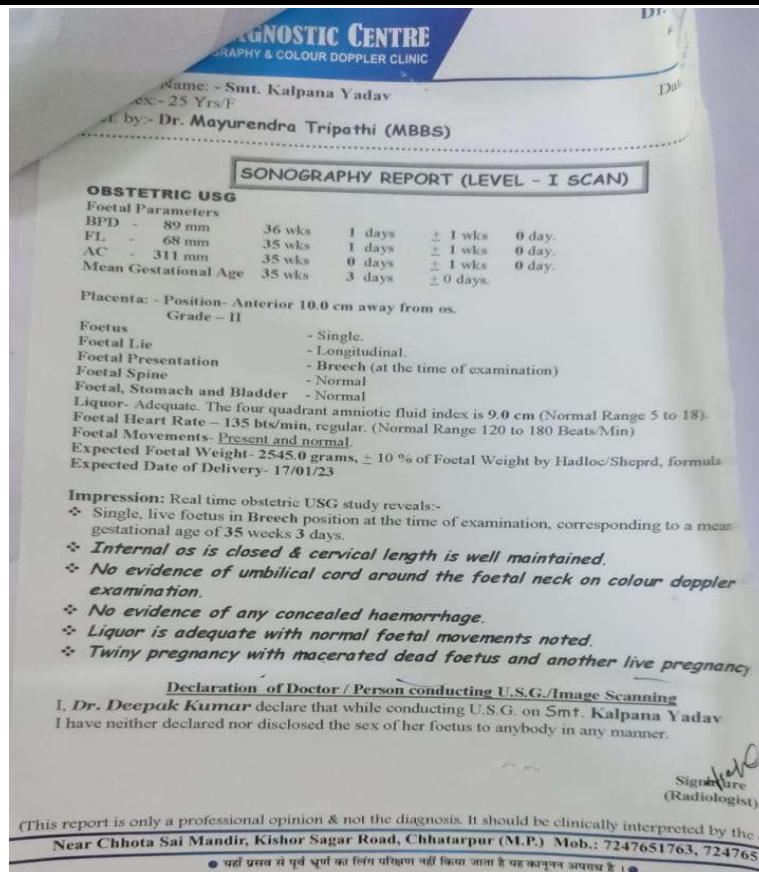 GNOSTIC CENTRE
GRAPHY & COLOUR DOPPLER CLINIC
Dr.
Name: - Smt. Kalpana Yadav
ex:- 25 Yrs/F
by:- Dr. Mayurendra Tripathi (MBBS)
SONOGRAPHY REPORT (LEVEL - I SCAN)
OBSTETRIC USG
Foetal Parameters
BPD - 89 mm 36 wks 1 days ± 1 wks 0 day.
FL - 68 mm 35 wks 1 days ± 1 wks 0 day.
AC - 311 mm 35 wks 0 days ± 1 wks 0 day.
Mean Gestational Age 35 wks 3 days ± 0 days.
Placenta: - Position- Anterior 10.0 cm away from os.
Grade – II
Foetus - Single.
Foetal Lie - Longitudinal.
Foetal Presentation - Breech (at the time of examination)
Foetal Spine - Normal
Foetal, Stomach and Bladder - Normal
Liquor- Adequate. The four quadrant amniotic fluid index is 9.0 cm (Normal Range 5 to 18).
Foetal Heart Rate – 135 bts/min, regular. (Normal Range 120 to 180 Beats/Min)
Foetal Movements- Present and normal.
Expected Foetal Weight- 2545.0 grams, ± 10 % of Foetal Weight by Hadloc/Sheprd, formula
Expected Date of Delivery- 17/01/23
Impression: Real time obstetric USG study reveals:-
❖ Single, live foetus in Breech position at the time of examination, corresponding to a mean
gestational age of 35 weeks 3 days.
❖ Internal os is closed & cervical length is well maintained.
❖ No evidence of umbilical cord around the foetal neck on colour doppler
examination.
❖ No evidence of any concealed haemorrhage.
❖ Liquor is adequate with normal foetal movements noted.
❖ Twiny pregnancy with macerated dead foetus and another live pregnancy
Declaration of Doctor / Person conducting U.S.G./Image Scanning
I, Dr. Deepak Kumar declare that while conducting U.S.G. on Smt. Kalpana Yadav
I have neither declared nor disclosed the sex of her foetus to anybody in any manner.
Signature
(Radiologist)
(This report is only a professional opinion & not the diagnosis. It should be clinically interpreted by the
Near Chhota Sai Mandir, Kishor Sagar Road, Chhatarpur (M.P.) Mob.: 7247651763, 724765
● यहाँ प्रसव से पूर्व भ्रूण का लिंग परिक्षण नहीं किया जाता है यह कानूनन अपराध है । ●